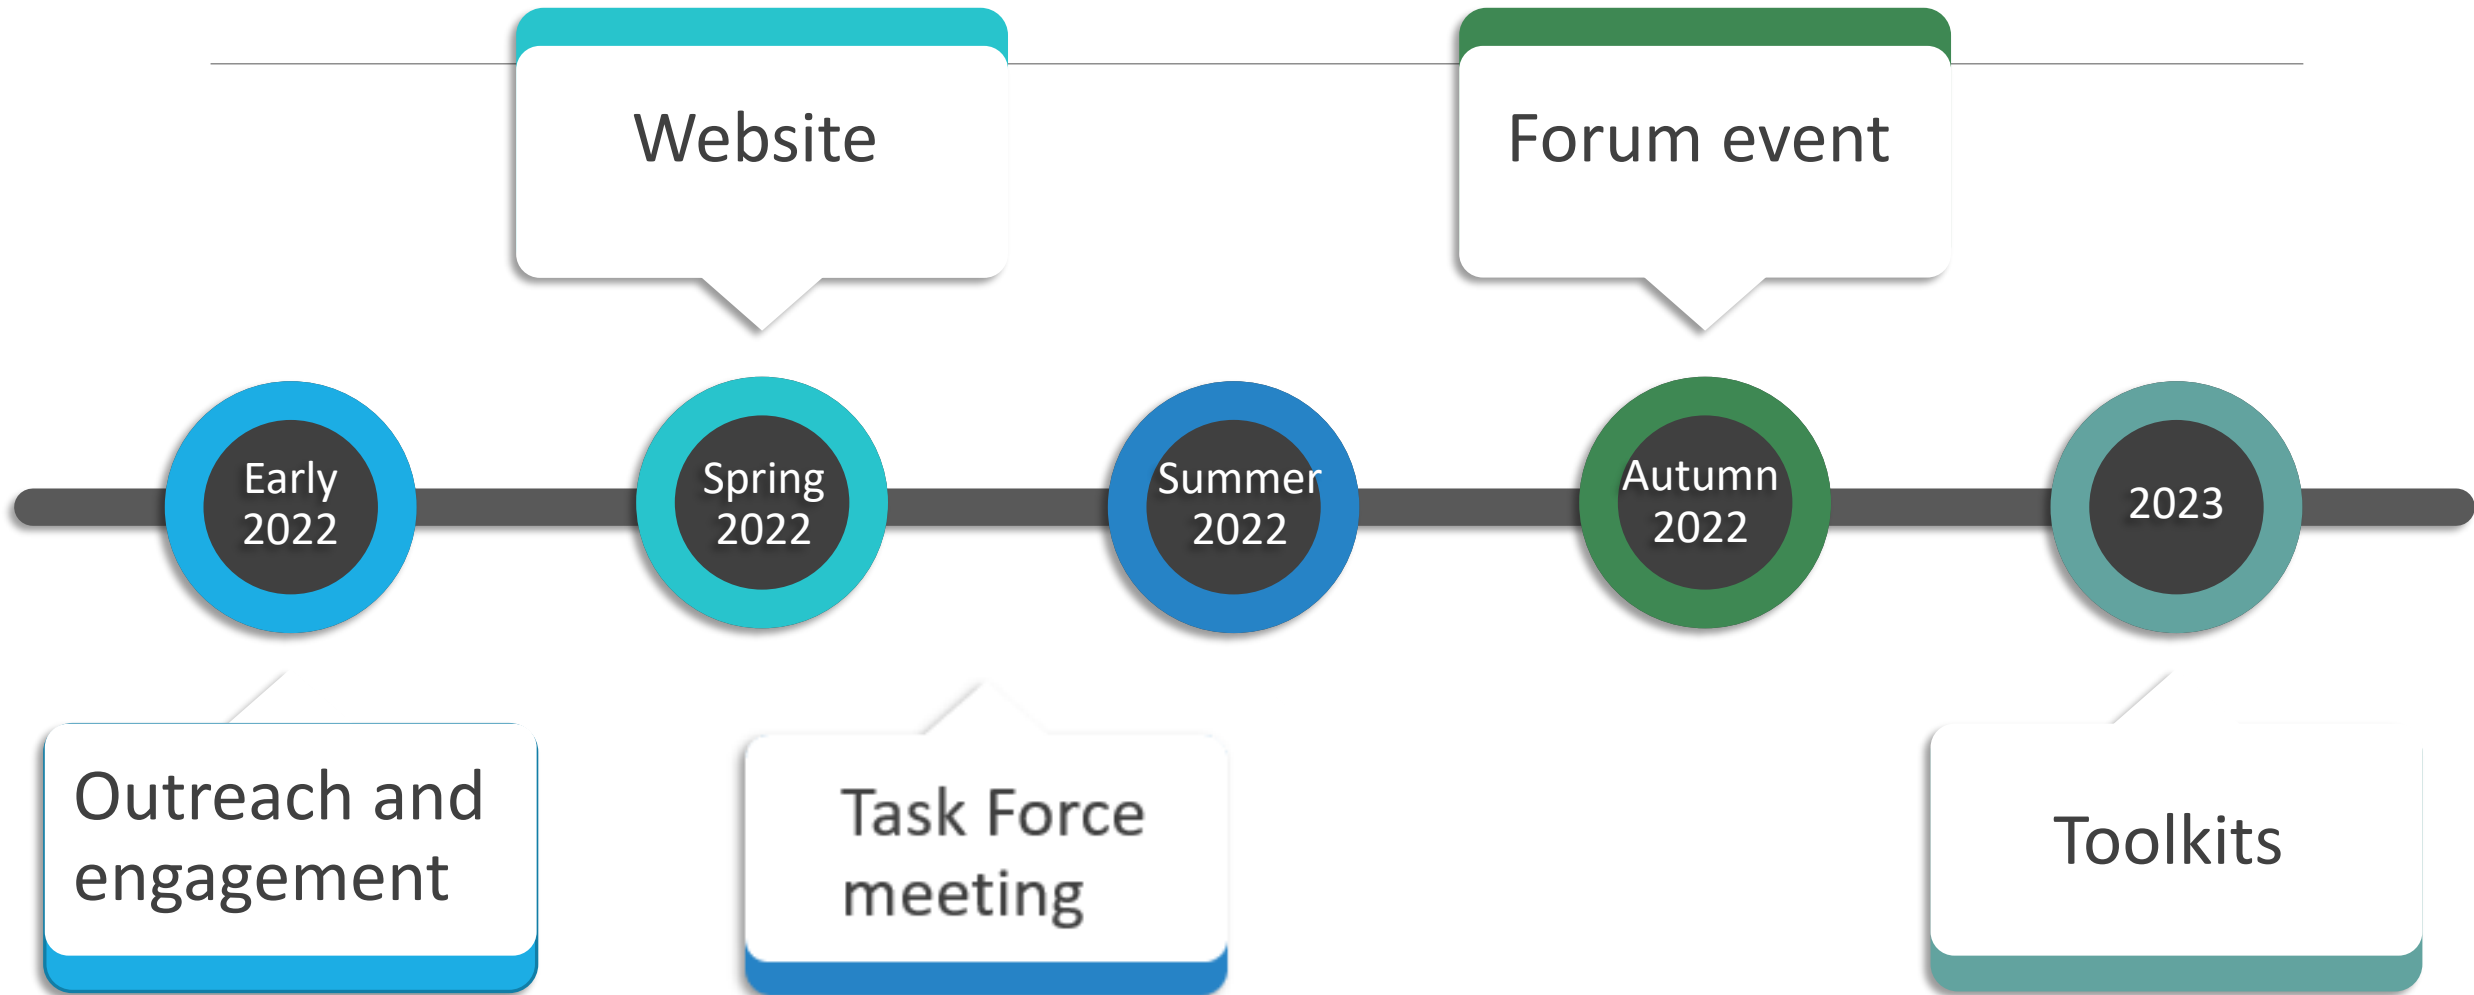 Website
Forum event
Early
2022
Spring
2022
Summer
2022
Autumn
2022
2023
Outreach and
engagement
Task Force
meeting
Toolkits